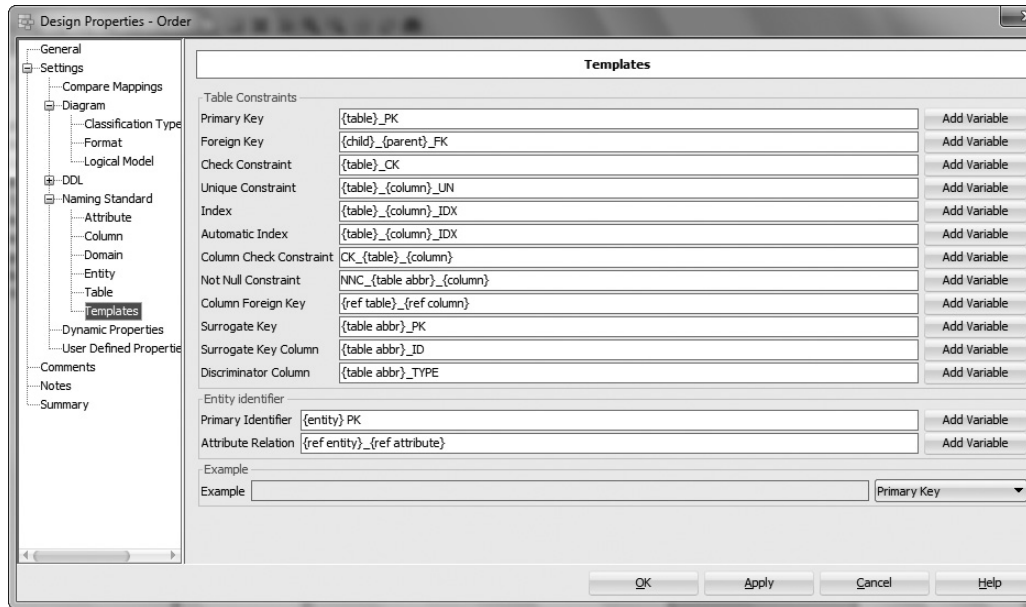 Design Properties - Order
General
Settings
Compare Mappings
Diagram
Classification Type
Format
Logical Model
DDL
Naming Standard
Attribute
Column
Domain
Entity
Table
Templates
Dynamic Properties
User Defined Propertie
Comments
Notes
Summary
Templates
Table Constraints
Primary Key {table}_PK Add Variable
Foreign Key {child}_{parent}_FK Add Variable
Check Constraint {table}_CK Add Variable
Unique Constraint {table}_{column}_UN Add Variable
Index {table}_{column}_IDX Add Variable
Automatic Index {table}_{column}_IDX Add Variable
Column Check Constraint CK_{table}_{column} Add Variable
Not Null Constraint NNC_{table abbr}_{column} Add Variable
Column Foreign Key {ref table}_{ref column} Add Variable
Surrogate Key {table abbr}_PK Add Variable
Surrogate Key Column {table abbr}_ID Add Variable
Discriminator Column {table abbr}_TYPE Add Variable
Entity identifier
Primary Identifier {entity} PK Add Variable
Attribute Relation {ref entity}_{ref attribute} Add Variable
Example
Example Primary Key
OK Apply Cancel Help